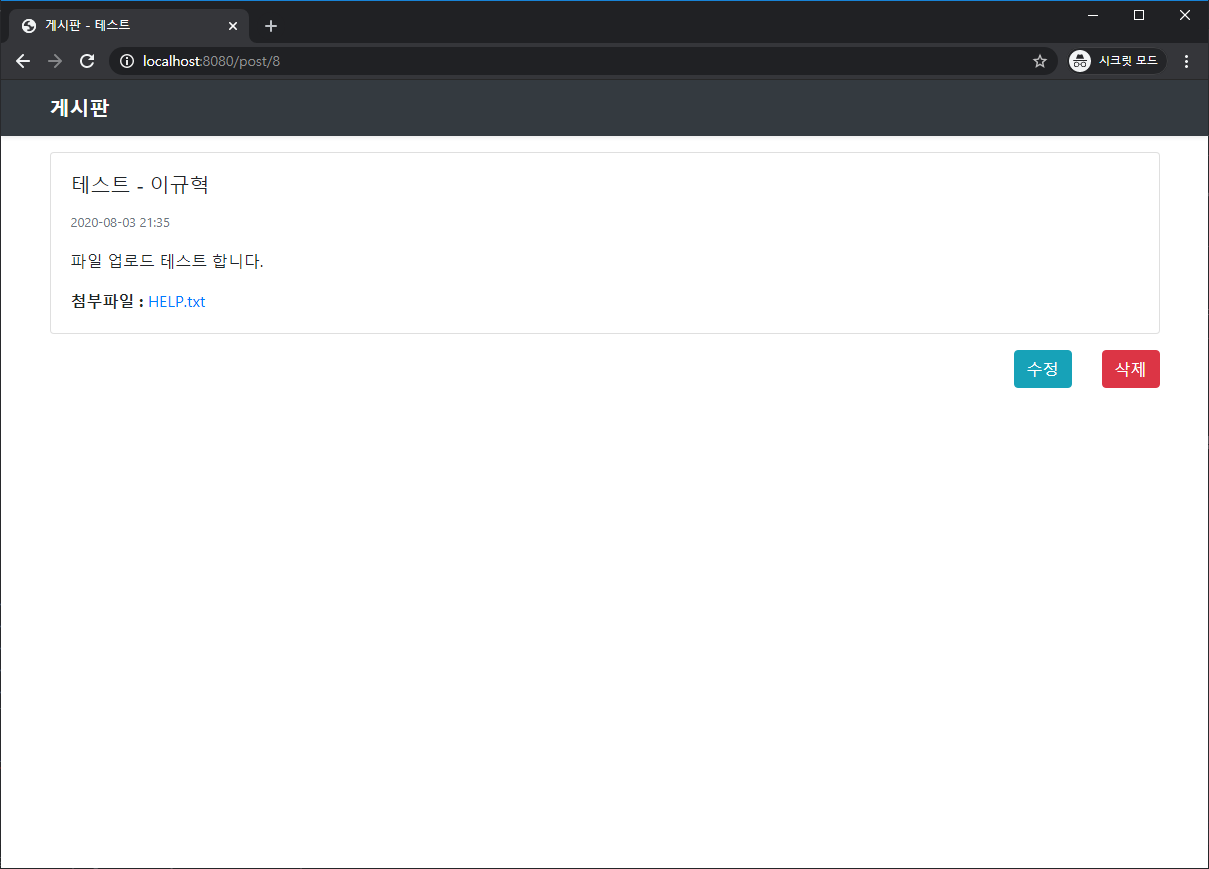 게시판 - 테스트
localhost:8080/post/8
시크릿 모드
게시판
테스트 - 이규혁
2020-08-03 21:35
파일 업로드 테스트 합니다.
첨부파일 : HELP.txt
수정 삭제